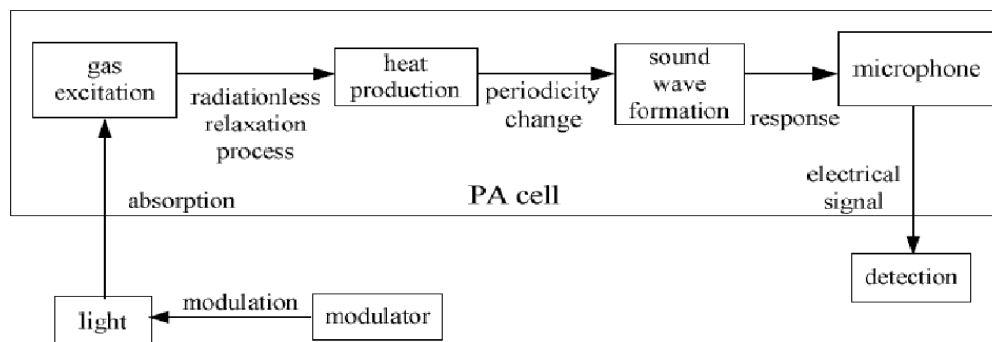 gas
excitation
radiationless
relaxation
process
heat
production
periodicity
change
sound
wave
formation
response
microphone
absorption
PA cell
electrical
signal
detection
light
modulation
modulator